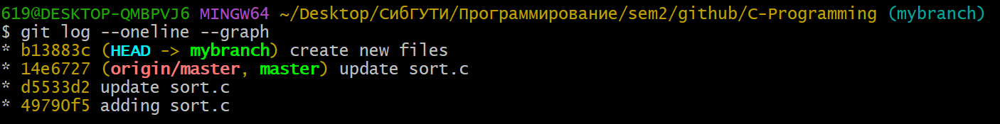 619@DESKTOP-QMBPVJ6 MINGW64 ~/Desktop/СибГУТИ/Программирование/sem2/github/C-Programming (mybranch)
$ git log --oneline --graph
* b13883c (HEAD -> mybranch) create new files
* 14e6727 (origin/master, master) update sort.c
* d5533d2 update sort.c
* 49790f5 adding sort.c